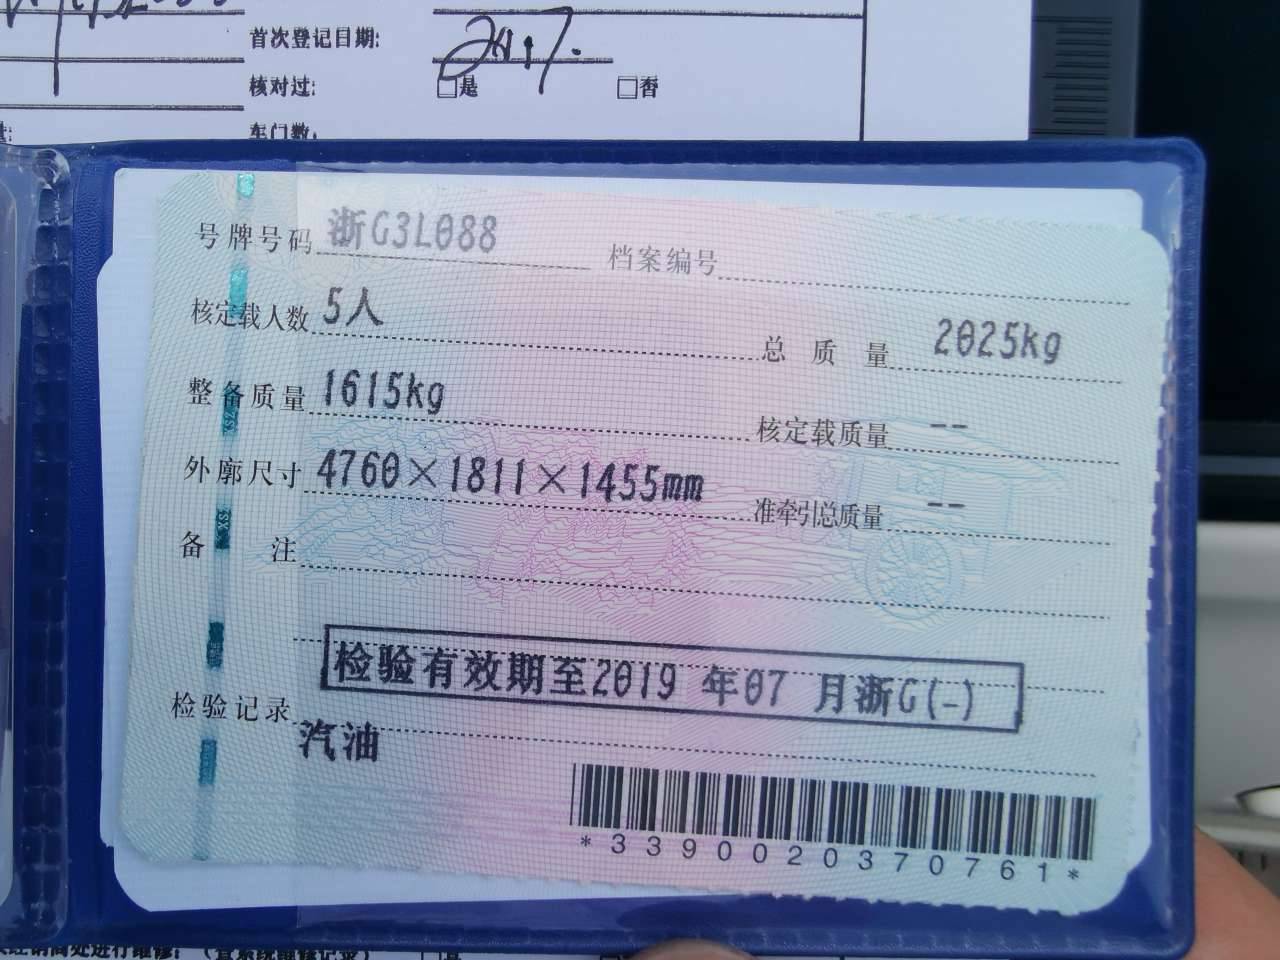 首次登记日期: 2017.
核对过: □是 □否
车门数:
号牌号码 浙G3L088 档案编号
核定载人数 5人 总质量 2025kg
整备质量 1615kg 核定载质量 --
外廓尺寸 4760×1811×1455mm 准牵引总质量 --
备注
检验有效期至2019 年07 月浙G(-)
检验记录
汽油
*3390020370761*